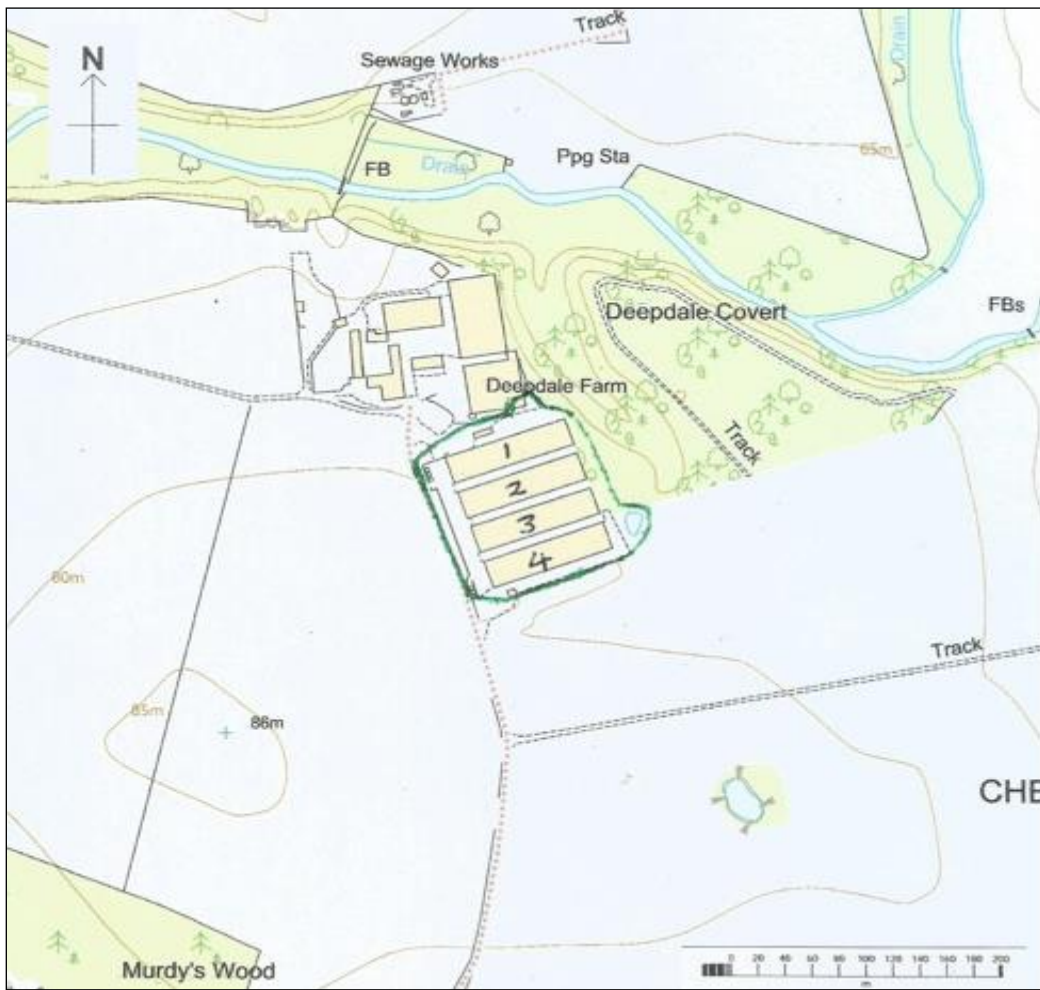 N
Track
Drain
Sewage Works
Ppg Sta
65m
FB
Drain
Deepdale Covert
FBs
Deepdale Farm
Track
1
2
3
4
80m
Track
85m
86m
CHE
Murdy's Wood
0 20 40 60 80 100 120 140 160 180 200
m